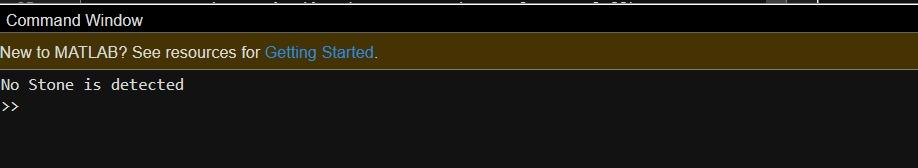 Command Window
New to MATLAB? See resources for Getting Started.
No Stone is detected
>>